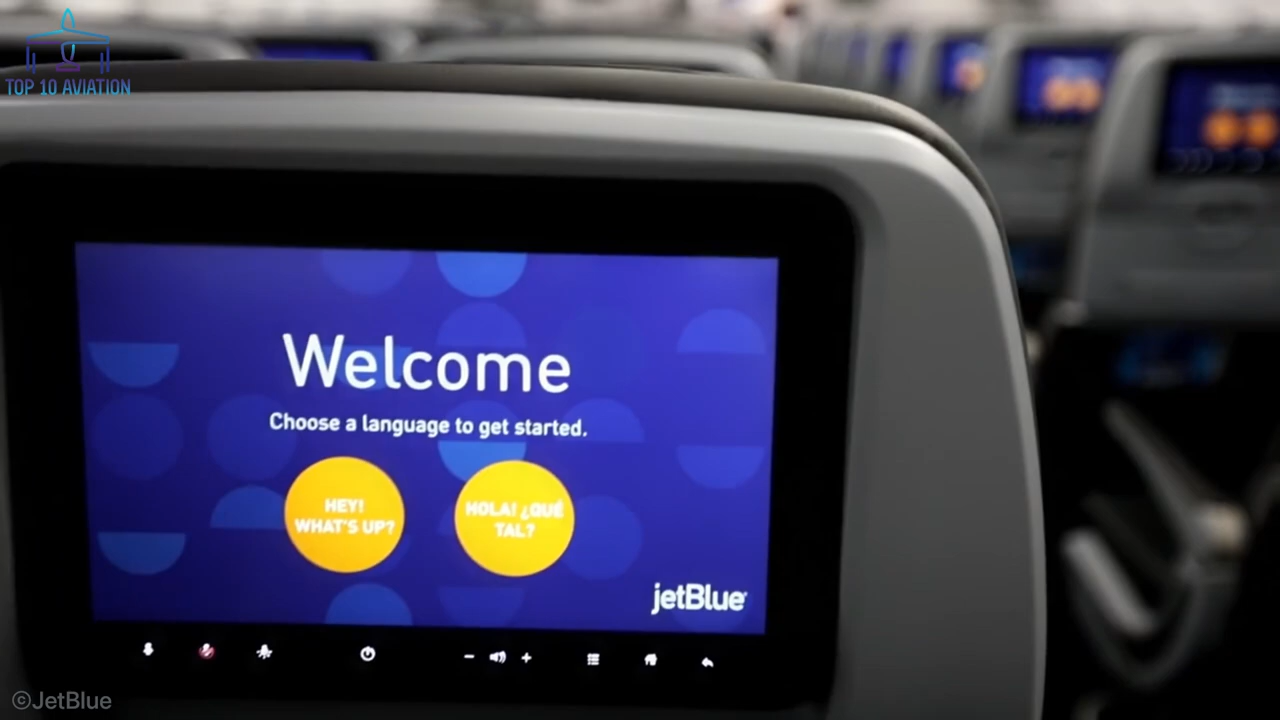 TOP 10 AVIATION
Welcome
Choose a language to get started.
HEY!
WHAT'S UP?
HOLA! ¿QUÉ
TAL?
jetBlue
©JetBlue